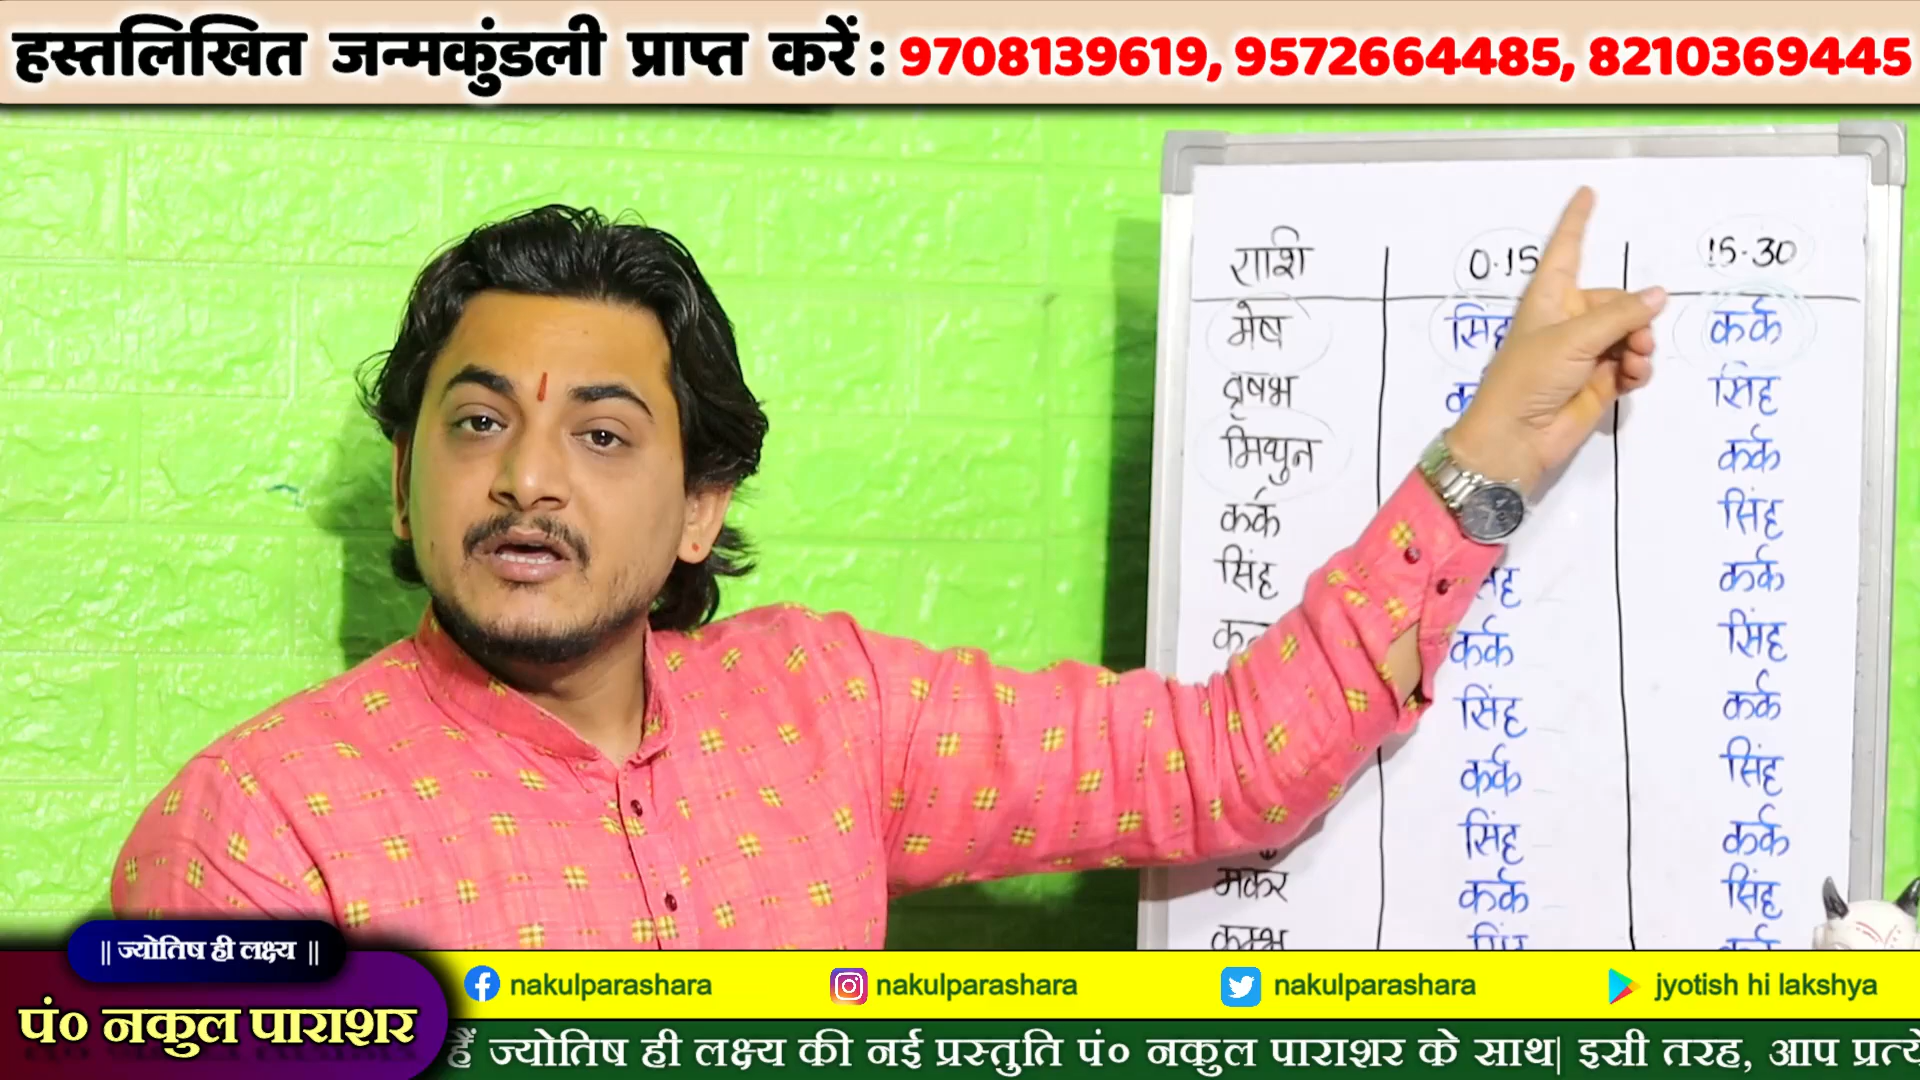 हस्तलिखित जन्मकुंडली प्राप्त करें : 9708139619, 9572664485, 8210369445
राशि 0-15 15-30
मेष सिंह कर्क
वृषभ सिंह
मिथुन कर्क
कर्क सिंह
सिंह कर्क
कर्क सिंह
सिंह कर्क
कर्क सिंह
सिंह कर्क
मकर कर्क सिंह
कुम्भ
|| ज्योतिष ही लक्ष्य ||
पं० नकुल पाराशर
nakulparashara nakulparashara nakulparashara jyotish hi lakshya
हैं ज्योतिष ही लक्ष्य की नई प्रस्तुति पं० नकुल पाराशर के साथ| इसी तरह, आप